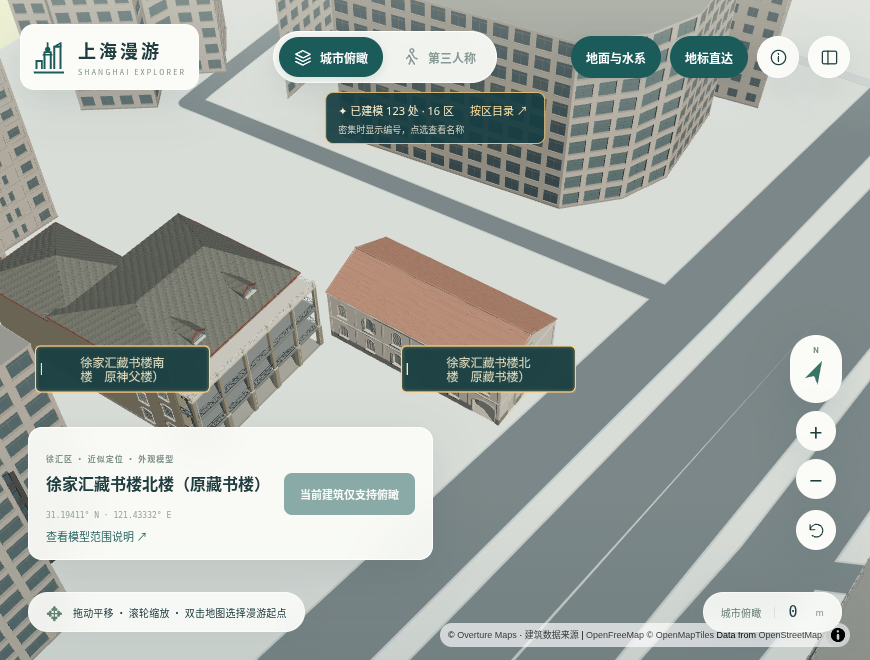 上海漫游
SHANGHAI EXPLORER
城市俯瞰
第三人称
地面与水系
地标直达
✦ 已建模 123 处 · 16 区 按区目录 ↗
密集时显示编号，点选查看名称
徐家汇藏书楼南
楼 原神父楼）
徐家汇藏书楼北
楼 原藏书楼）
徐汇区 · 近似定位 · 外观模型
徐家汇藏书楼北楼（原藏书楼）
当前建筑仅支持俯瞰
31.19411° N · 121.43332° E
查看模型范围说明 ↗
N
+
−
拖动平移 · 滚轮缩放 · 双击地图选择漫游起点
城市俯瞰 0 m
© Overture Maps · 建筑数据来源 | OpenFreeMap © OpenMapTiles Data from OpenStreetMap